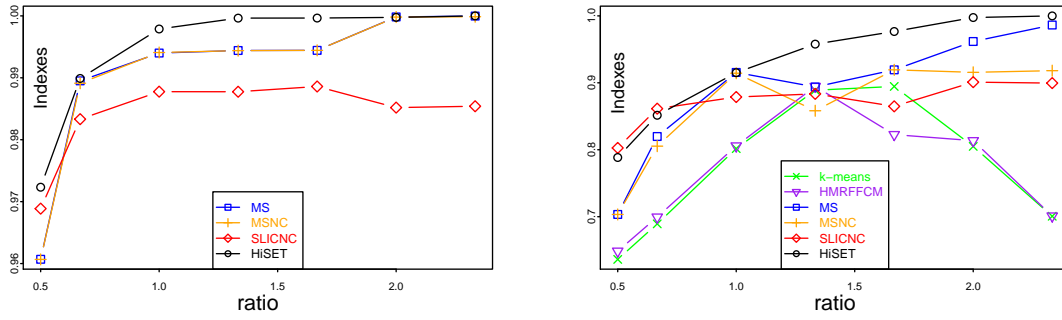 1.00
0.99
0.98
0.97
0.96
Indexes
MS
MSNC
SLICNC
HiSET
0.5
1.0
1.5
2.0
ratio
1.0
0.9
0.8
0.7
Indexes
k−means
HMRFFCM
MS
MSNC
SLICNC
HiSET
0.5
1.0
1.5
2.0
ratio